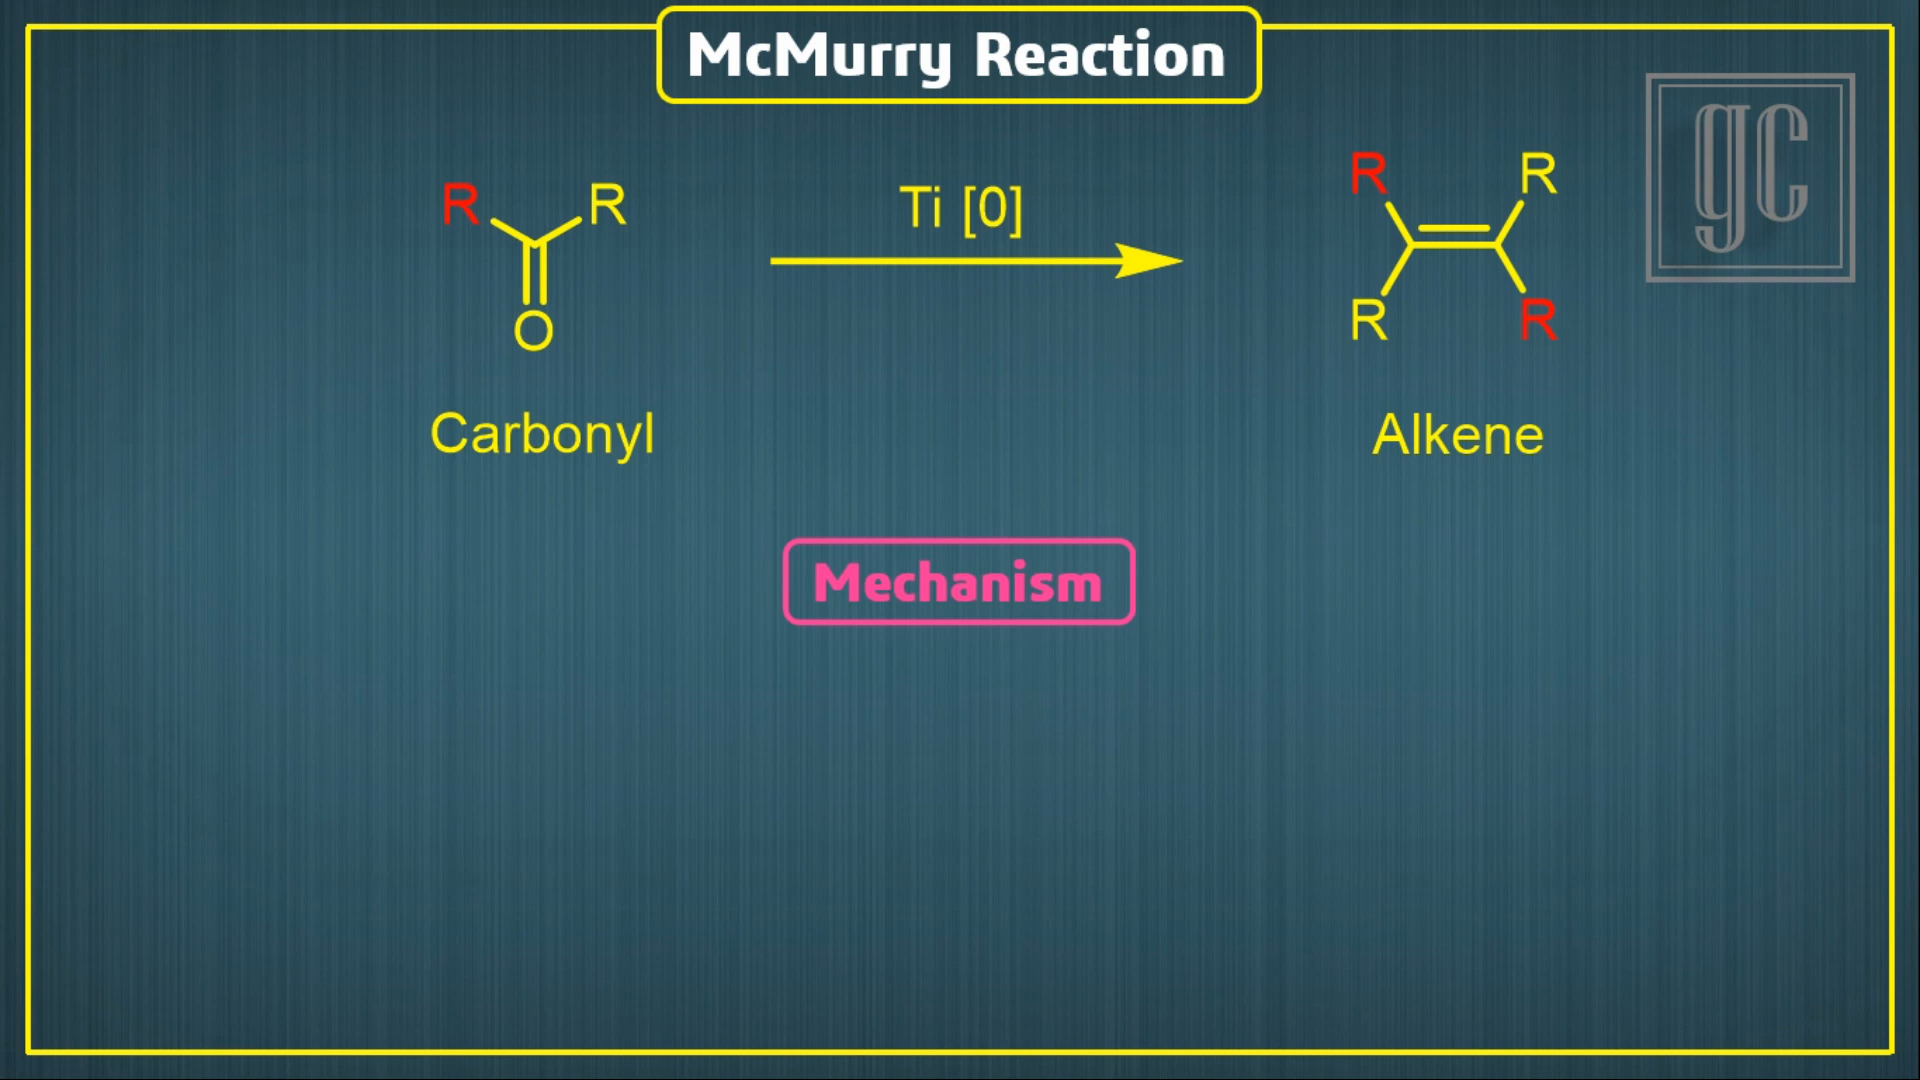 McMurry Reaction
gc
R R
O
Carbonyl
Ti [0]
R R
R R
Alkene
Mechanism